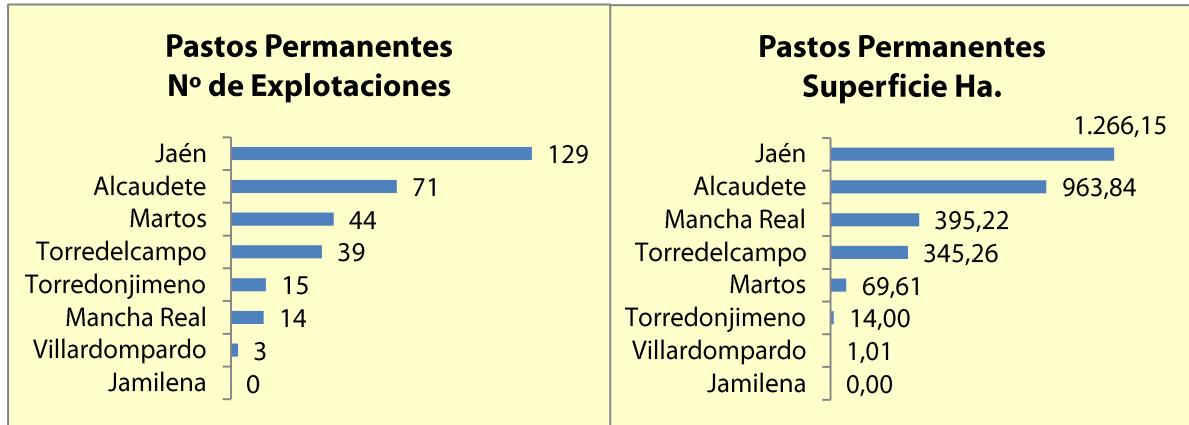 Pastos Permanentes
Nº de Explotaciones
Jaén 129
Alcaudete 71
Martos 44
Torredelcampo 39
Torredonjimeno 15
Mancha Real 14
Villardompardo 3
Jamilena 0
Pastos Permanentes
Superficie Ha.
1.266,15
Jaén
Alcaudete 963,84
Mancha Real 395,22
Torredelcampo 345,26
Martos 69,61
Torredonjimeno 14,00
Villardompardo 1,01
Jamilena 0,00